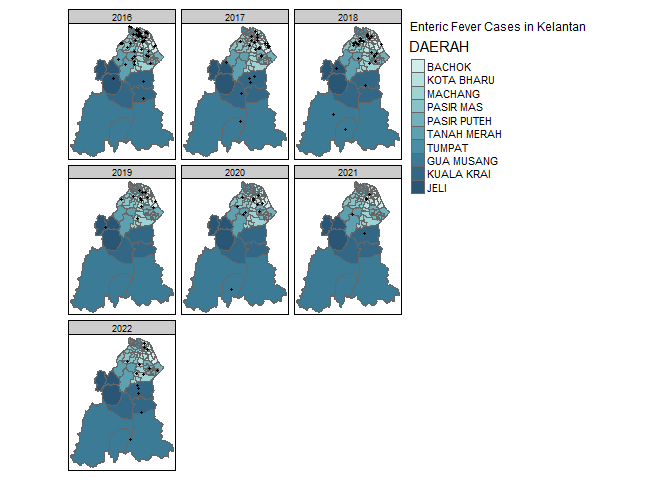 2016
2017
2018
Enteric Fever Cases in Kelantan
DAERAH
BACHOK
KOTA BHARU
MACHANG
PASIR MAS
PASIR PUTEH
TANAH MERAH
TUMPAT
GUA MUSANG
KUALA KRAI
JELI
2019
2020
2021
2022